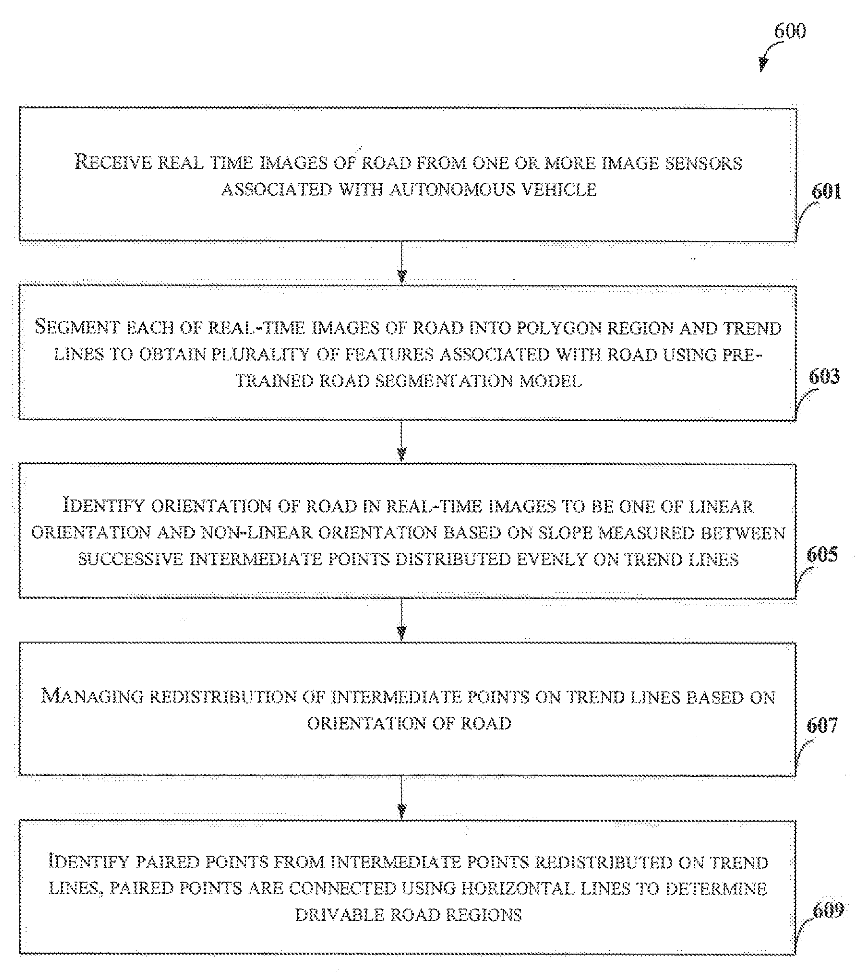 600
RECEIVE REAL TIME IMAGES OF ROAD FROM ONE OR MORE IMAGE SENSORS
ASSOCIATED WITH AUTONOMOUS VEHICLE
601
SEGMENT EACH OF REAL-TIME IMAGES OF ROAD INTO POLYGON REGION AND TREND
LINES TO OBTAIN PLURALITY OF FEATURES ASSOCIATED WITH ROAD USING PRE-
TRAINED ROAD SEGMENTATION MODEL
603
IDENTIFY ORIENTATION OF ROAD IN REAL-TIME IMAGES TO BE ONE OF LINEAR
ORIENTATION AND NON-LINEAR ORIENTATION BASED ON SLOPE MEASURED BETWEEN
SUCCESSIVE INTERMEDIATE POINTS DISTRIBUTED EVENLY ON TREND LINES
605
MANAGING REDISTRIBUTION OF INTERMEDIATE POINTS ON TREND LINES BASED ON
ORIENTATION OF ROAD
607
IDENTIFY PAIRED POINTS FROM INTERMEDIATE POINTS REDISTRIBUTED ON TREND
LINES, PAIRED POINTS ARE CONNECTED USING HORIZONTAL LINES TO DETERMINE
DRIVABLE ROAD REGIONS
609